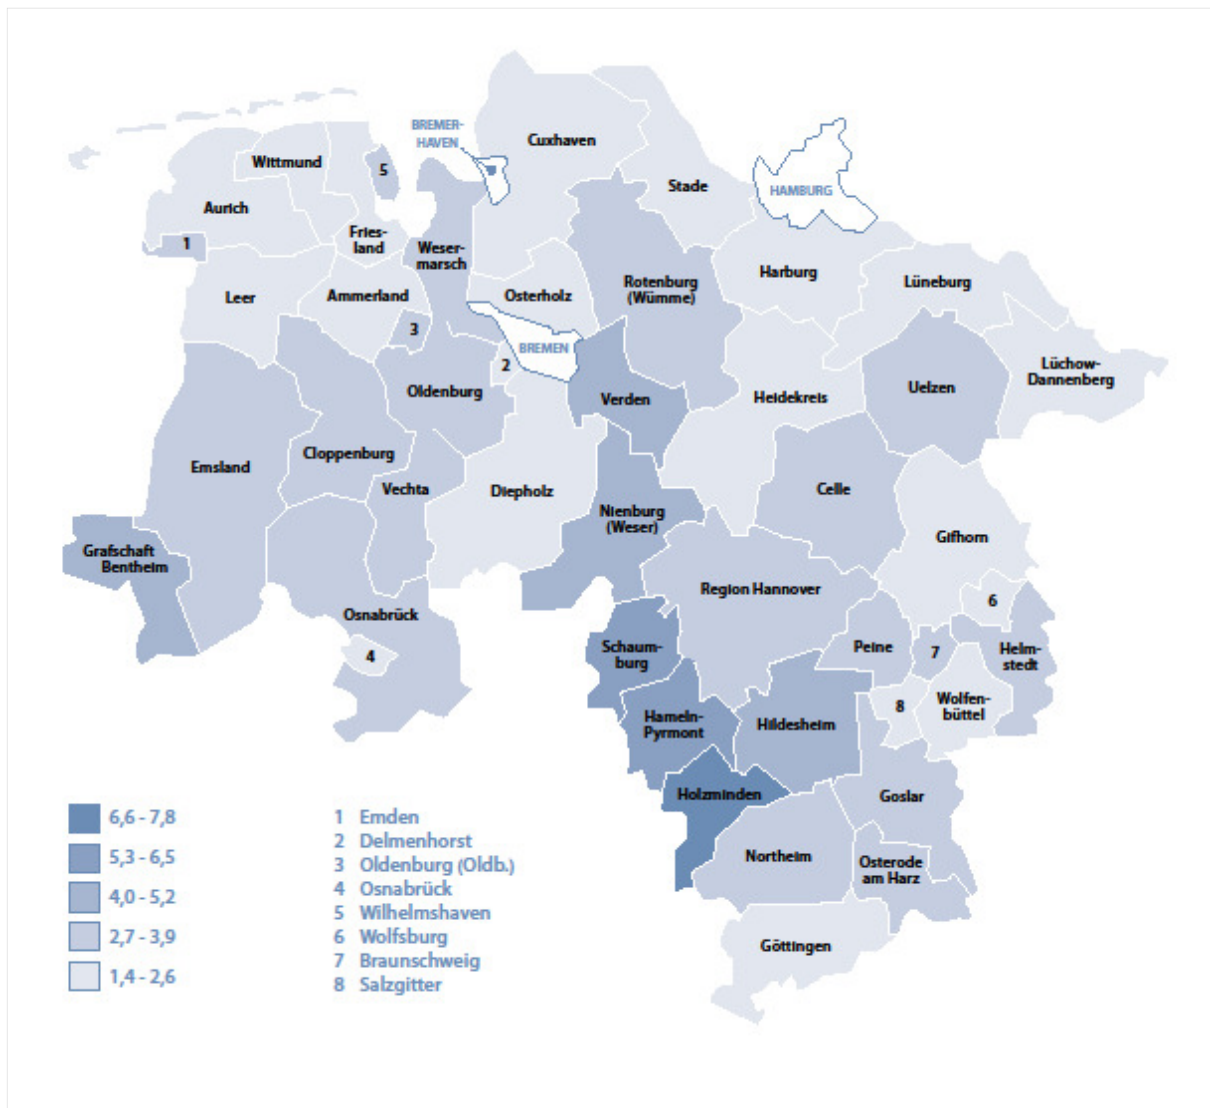 BREMER-
HAVEN
Cuxhaven
Wittmund
5
Stade
HAMBURG
Aurich
1
Fries-
land
Weser-
marsch
Harburg
Lüneburg
Rotenburg
(Wümme)
Leer
Ammerland
Osterholz
3
BREMEN
2
Lüchow-
Dannenberg
Oldenburg
Verden
Heidekreis
Uelzen
Emsland
Cloppenburg
Vechta
Diepholz
Celle
Nienburg
(Weser)
Gifhorn
Grafschaft
Bentheim
Region Hannover
6
Osnabrück
4
Schaum-
burg
Peine
7
Helm-
stedt
Hameln-
Pyrmont
Hildesheim
8
Wolfen-
büttel
Holzminden
Goslar
Northeim
Osterode
am Harz
Göttingen
6,6 - 7,8
5,3 - 6,5
4,0 - 5,2
2,7 - 3,9
1,4 - 2,6
1 Emden
2 Delmenhorst
3 Oldenburg (Oldb.)
4 Osnabrück
5 Wilhelmshaven
6 Wolfsburg
7 Braunschweig
8 Salzgitter